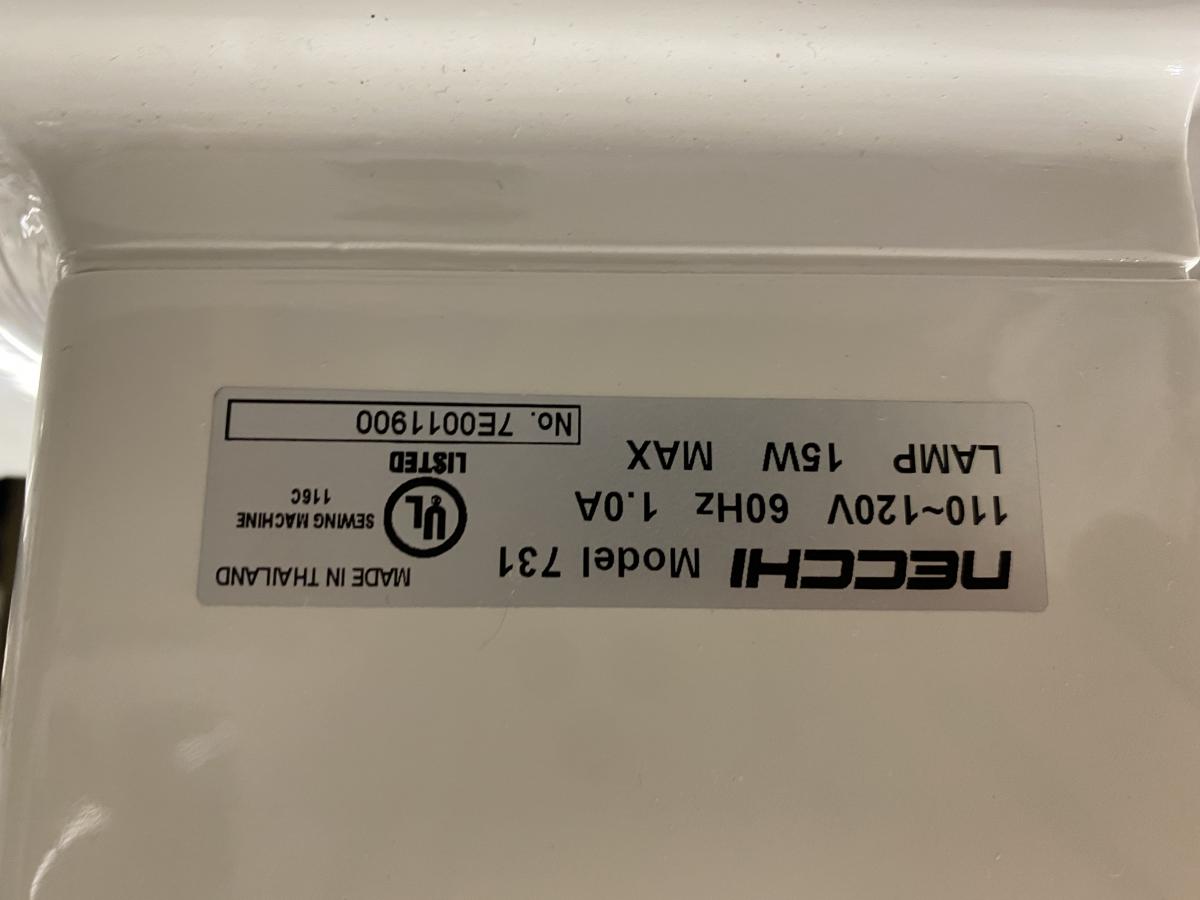 NECCHI Model 731
110~120V 60Hz 1.0A
LAMP 15W MAX
MADE IN THAILAND
UL
SEWING MACHINE
116C
LISTED
No. 7E0011900